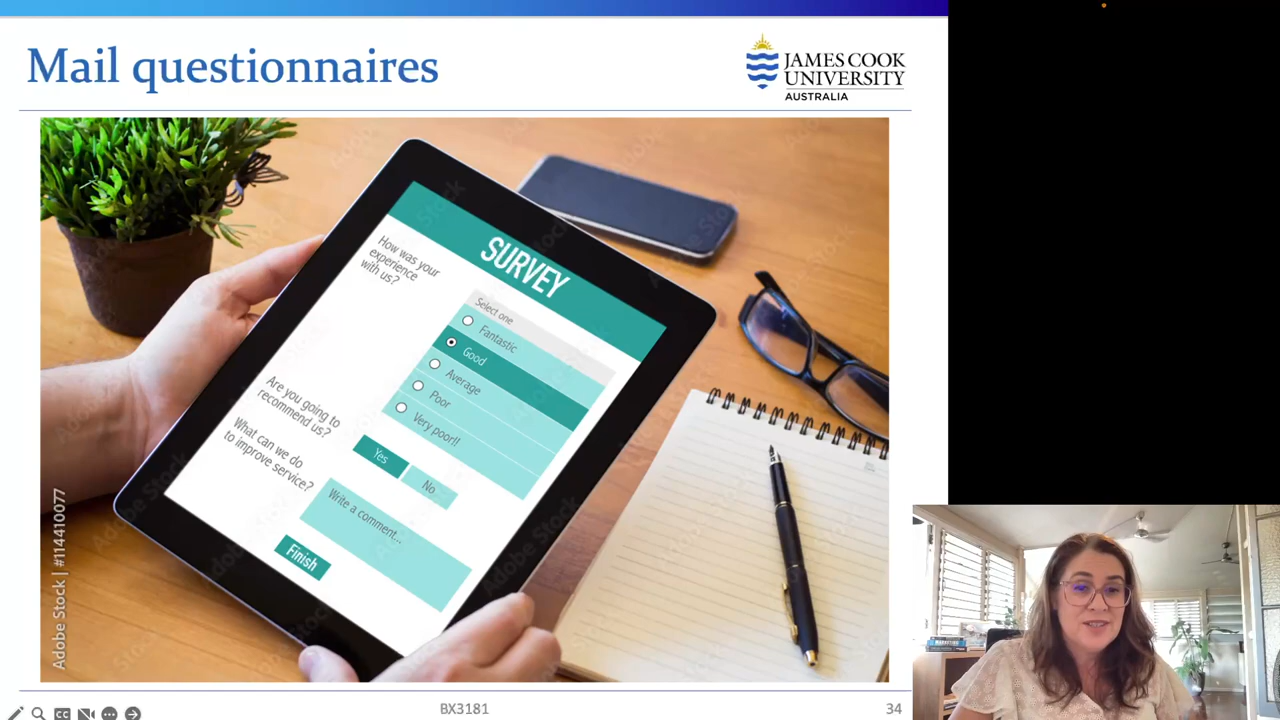 Mail questionnaires
JAMES COOK
UNIVERSITY
AUSTRALIA
SURVEY
How was your
experience
with us?
Select one
Fantastic
Good
Average
Poor
Very poor!!
Are you going to
recommend us?
Yes
No
What can we do
to improve service?
Write a comment...
Finish
Adobe Stock | #114410077
BX3181
34
CC